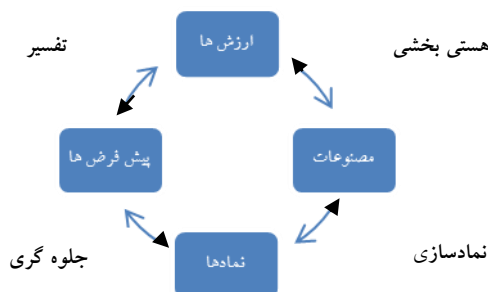 ارزش ها
هستی بخشی
تفسیر
مصنوعات
پیش فرض ها
نمادسازی
نمادها
جلوه گری